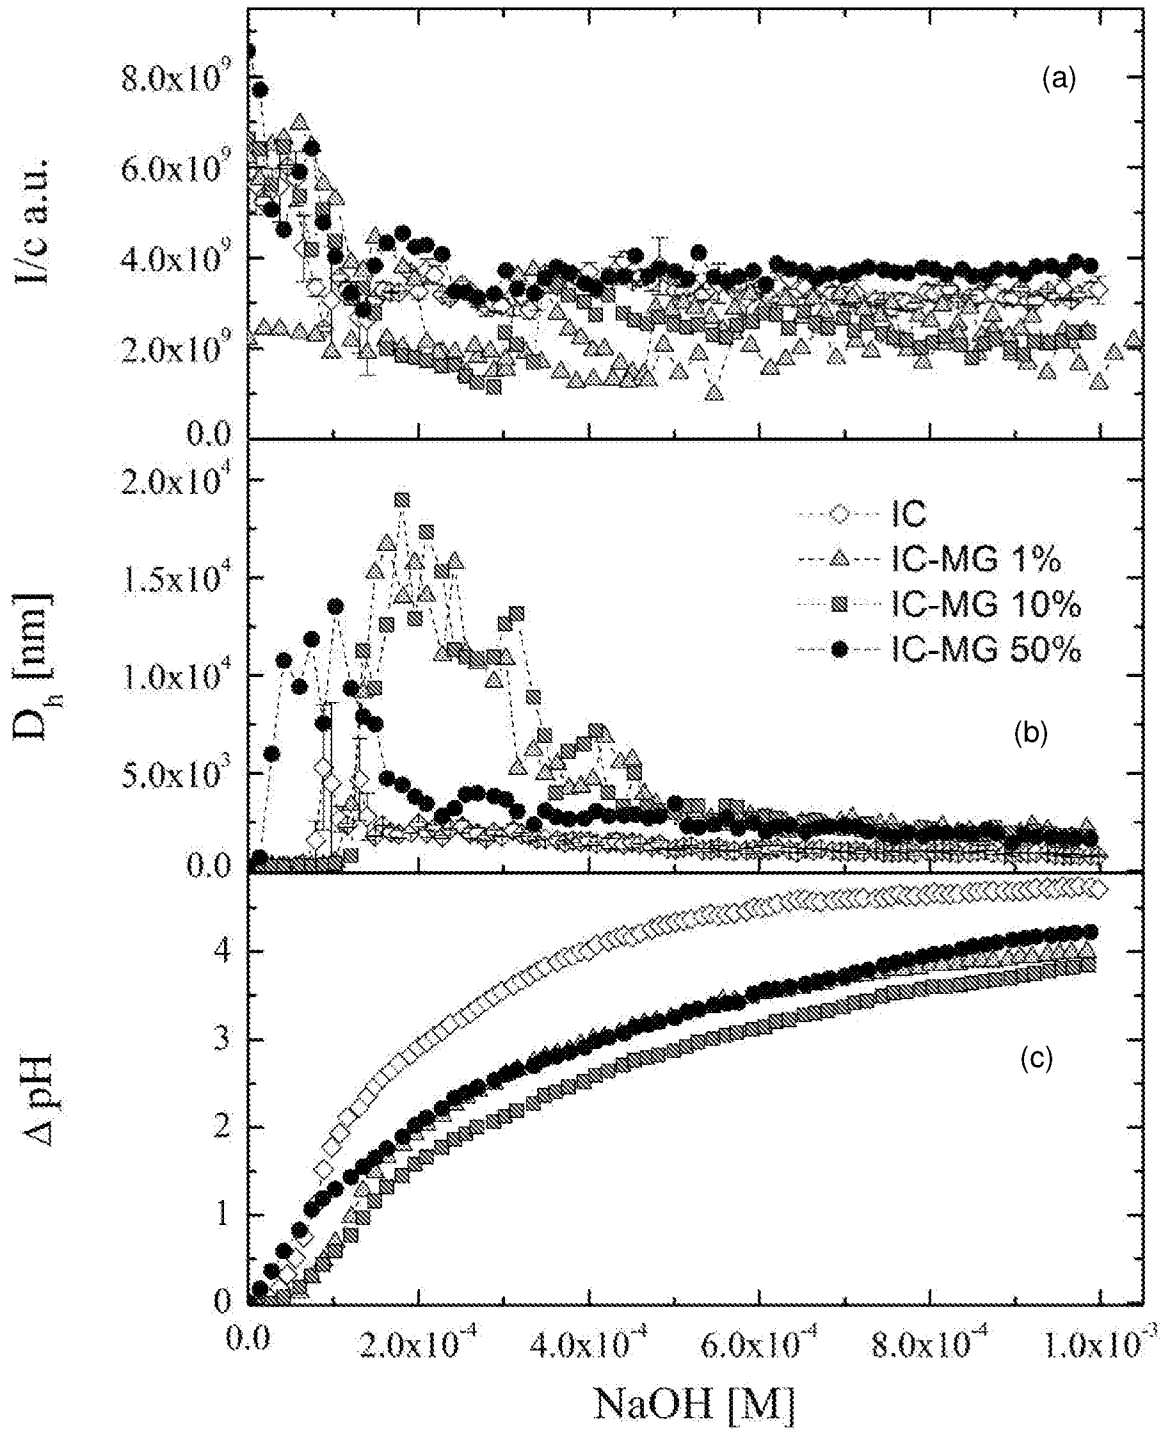 (a)
I/c a.u.
8.0x10⁹
6.0x10⁹
4.0x10⁹
2.0x10⁹
0.0
(b)
D_h [nm]
2.0x10⁴
1.5x10⁴
1.0x10⁴
5.0x10³
0.0
IC
IC-MG 1%
IC-MG 10%
IC-MG 50%
(c)
Δ pH
4
3
2
1
0
0.0 2.0x10⁻⁴ 4.0x10⁻⁴ 6.0x10⁻⁴ 8.0x10⁻⁴ 1.0x10⁻³
NaOH [M]